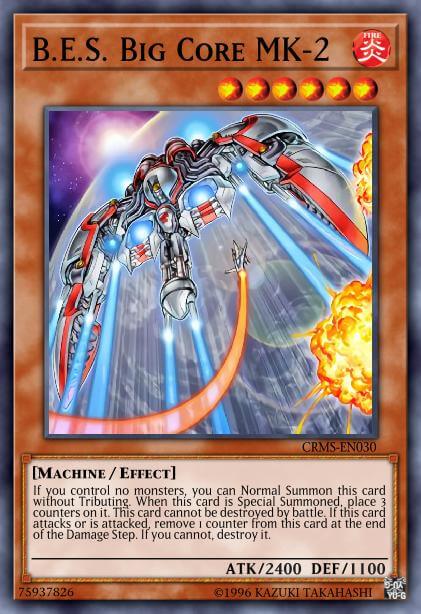 B.E.S. Big Core MK-2
FIRE
炎
CRMS-EN030
[Machine / Effect]
If you control no monsters, you can Normal Summon this card
without Tributing. When this card is Special Summoned, place 3
counters on it. This card cannot be destroyed by battle. If this card
attacks or is attacked, remove 1 counter from this card at the end
of the Damage Step. If you cannot, destroy it.
ATK/2400 DEF/1100
75937826
©1996 KAZUKI TAKAHASHI